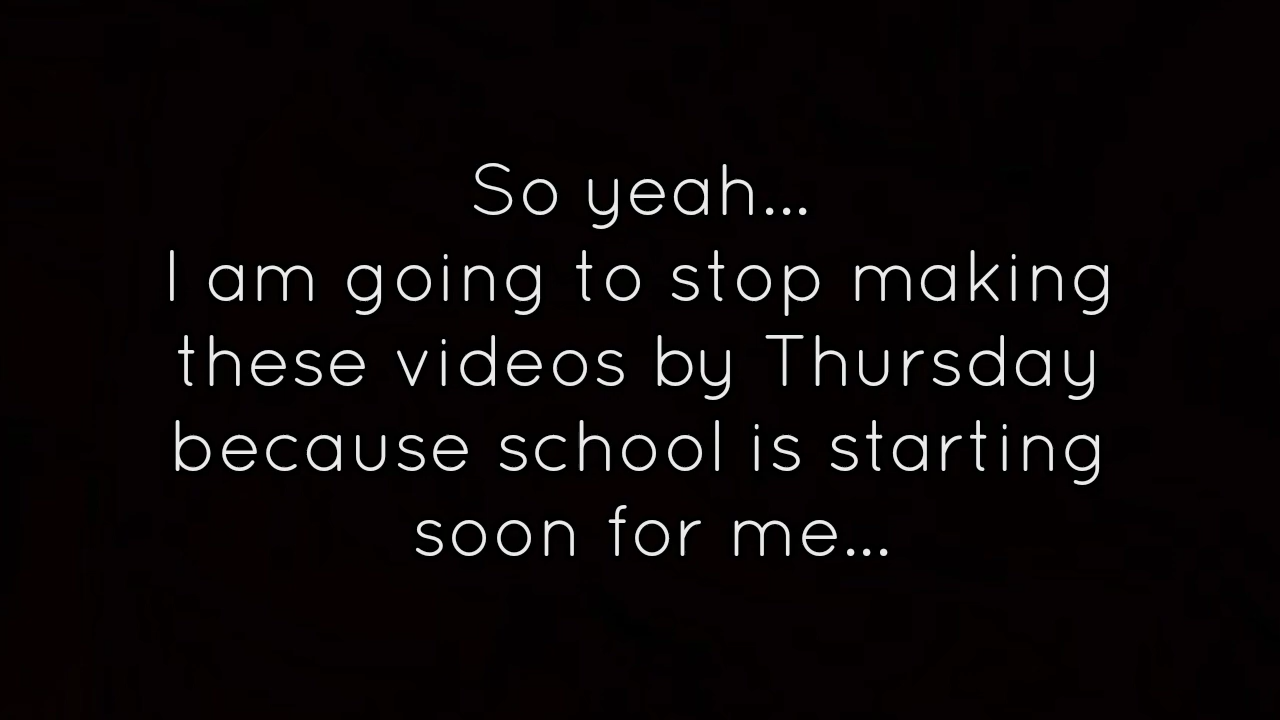 So yeah...
I am going to stop making
these videos by Thursday
because school is starting
soon for me...